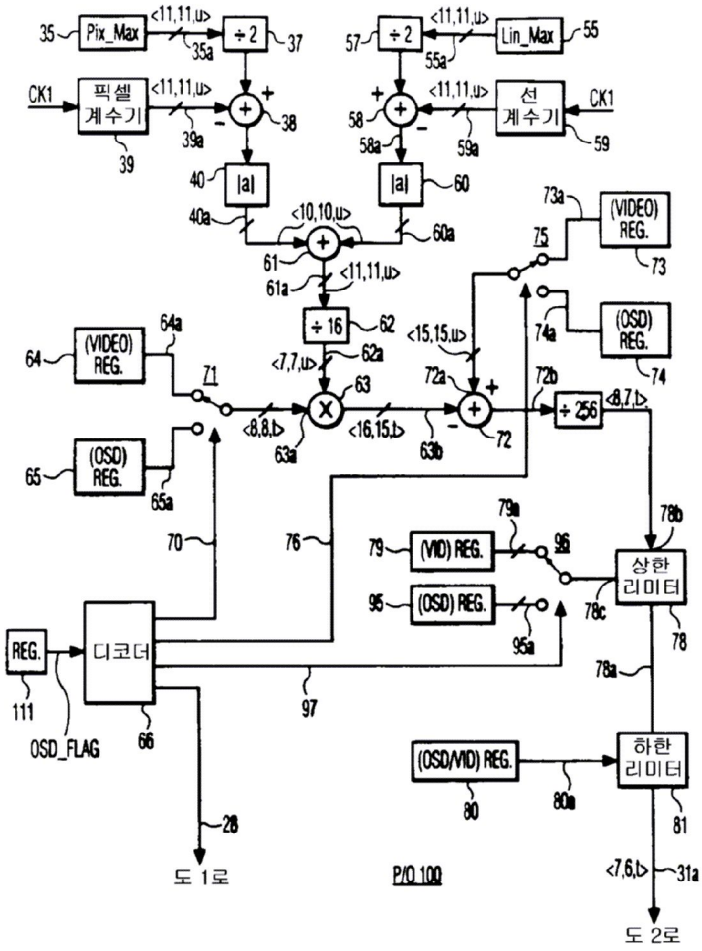 <11,11,u> <11,11,u>
35 Pix_Max 35a ÷2 37 57 ÷2 55a Lin_Max 55
CK1 픽셀 계수기 39 <11,11,u> 39a + − + 38
+ 58 + − <11,11,u> 59a 선 계수기 59 CK1
58a
40 |a| |a| 60
40a <10,10,u> 60a
61 +
61a <11,11,u>
73a (VIDEO) REG. 73
75
74a (OSD) REG. 74
÷16 62
<7,7,u> 62a
<15,15,u>
64 (VIDEO) REG. 64a
71
65 (OSD) REG. 65a
<8,8,t> 63a X 63 <16,15,t> 63b
72a + − + 72 72b ÷256 <8,7,t>
70 76
79 (VID) REG. 79a 96
95 (OSD) REG. 95a
78b 상한 리미터 78c 78
78a
REG. 111 OSD_FLAG 디코더 66
97
(OSD/VID) REG. 80 80a 하한 리미터 81
28
도 1로
P/O 100
<7,6,t> 31a
도 2로